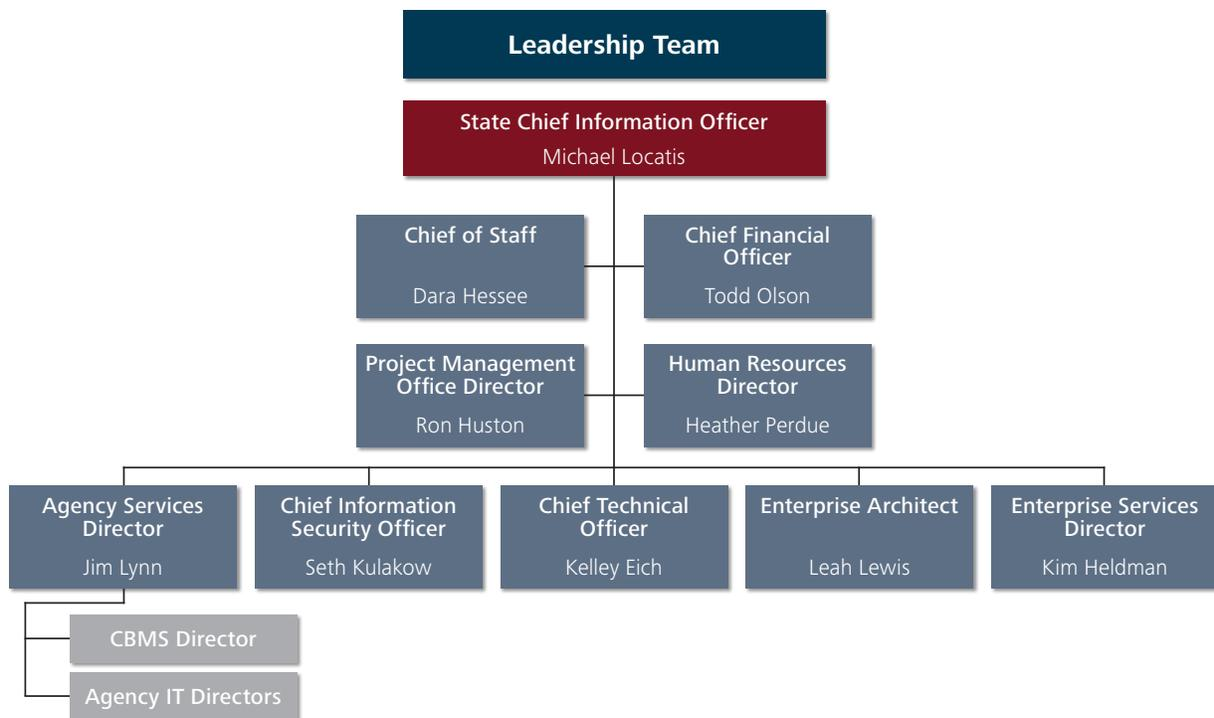 Leadership Team
State Chief Information Officer
Michael Locatis
Chief of Staff
Dara Hessee
Chief Financial
Officer
Todd Olson
Project Management
Office Director
Ron Huston
Human Resources
Director
Heather Perdue
Agency Services
Director
Jim Lynn
Chief Information
Security Officer
Seth Kulakow
Chief Technical
Officer
Kelley Eich
Enterprise Architect
Leah Lewis
Enterprise Services
Director
Kim Heldman
CBMS Director
Agency IT Directors